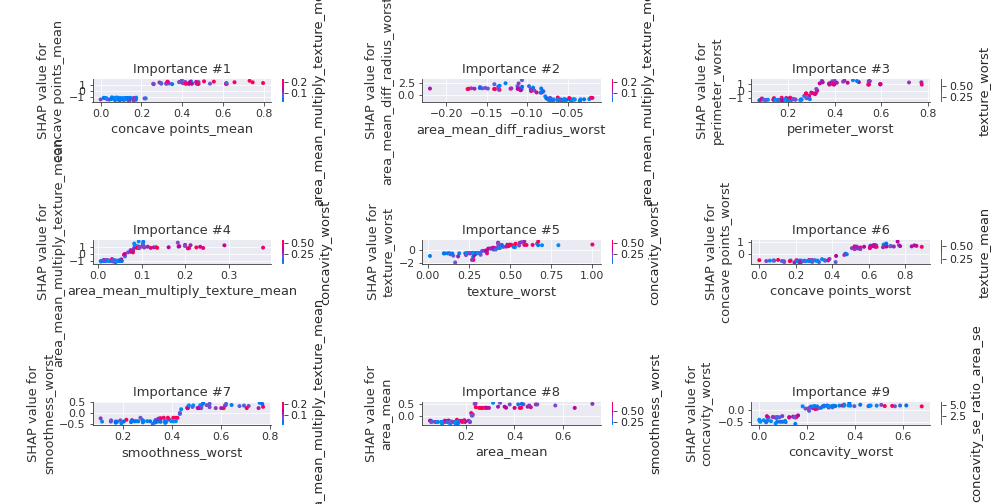 Importance #1
SHAP value for
concave points_mean
1
0
−1
0.0 0.2 0.4 0.6 0.8
concave points_mean
0.2
0.1
area_mean_multiply_texture_mean
Importance #2
SHAP value for
area_mean_diff_radius_worst
2.5
0.0
−0.20 −0.15 −0.10 −0.05
area_mean_diff_radius_worst
0.2
0.1
area_mean_multiply_texture_mean
Importance #3
SHAP value for
perimeter_worst
1
0
−1
0.2 0.4 0.6 0.8
perimeter_worst
0.50
0.25
texture_worst
Importance #4
SHAP value for
area_mean_multiply_texture_mean
1
0
−1
0.0 0.1 0.2 0.3
area_mean_multiply_texture_mean
0.50
0.25
concavity_worst
Importance #5
SHAP value for
texture_worst
0
−2
0.00 0.25 0.50 0.75 1.00
texture_worst
0.50
0.25
concavity_worst
Importance #6
SHAP value for
concave points_worst
1
0
0.0 0.2 0.4 0.6 0.8
concave points_worst
0.50
0.25
texture_mean
Importance #7
SHAP value for
smoothness_worst
0.5
0.0
−0.5
0.2 0.4 0.6 0.8
smoothness_worst
0.2
0.1
area_mean_multiply_texture_mean
Importance #8
SHAP value for
area_mean
0.5
0.0
0.2 0.4 0.6
area_mean
0.50
0.25
smoothness_worst
Importance #9
SHAP value for
concavity_worst
0.0
−0.5
0.0 0.2 0.4 0.6
concavity_worst
5.0
2.5
concavity_se_ratio_area_se